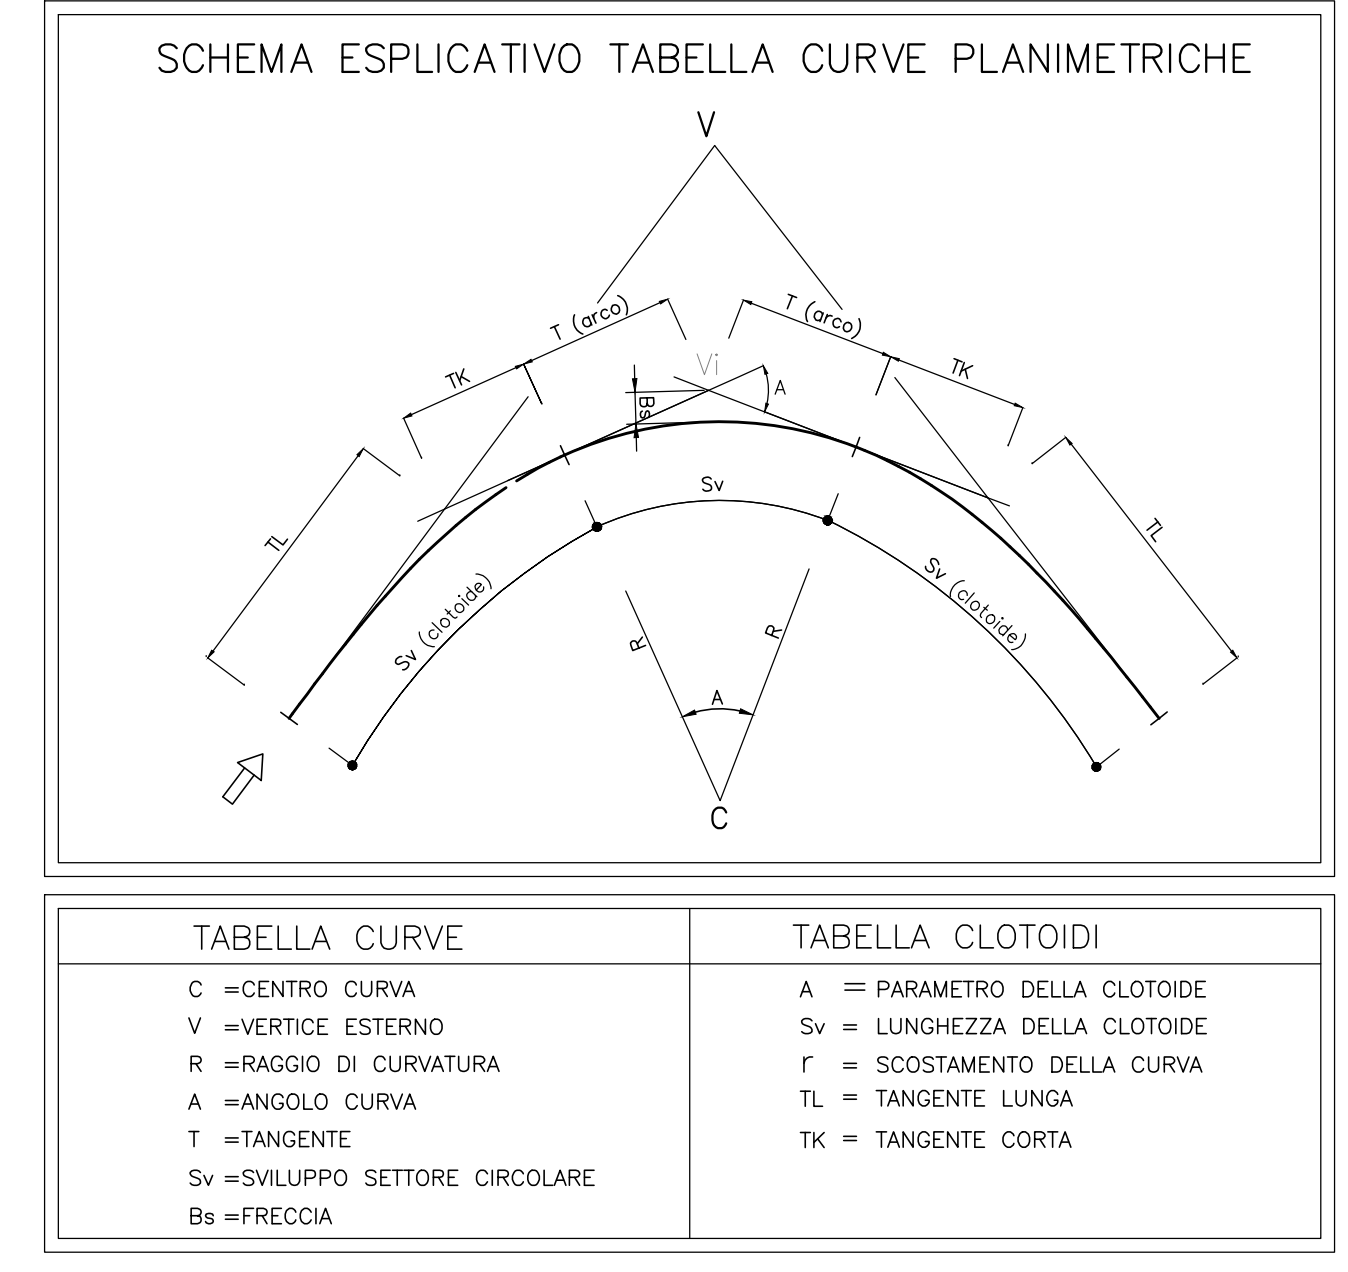 SCHEMA ESPLICATIVO TABELLA CURVE PLANIMETRICHE
V
T (arco)
T (arco)
TK
TK
Vi
A
Bs
TL
TL
Sv
Sv (clotoide)
Sv (clotoide)
R
R
A
C
TABELLA CURVE
C =CENTRO CURVA
V =VERTICE ESTERNO
R =RAGGIO DI CURVATURA
A =ANGOLO CURVA
T =TANGENTE
Sv =SVILUPPO SETTORE CIRCOLARE
Bs =FRECCIA
TABELLA CLOTOIDI
A = PARAMETRO DELLA CLOTOIDE
Sv = LUNGHEZZA DELLA CLOTOIDE
r = SCOSTAMENTO DELLA CURVA
TL = TANGENTE LUNGA
TK = TANGENTE CORTA